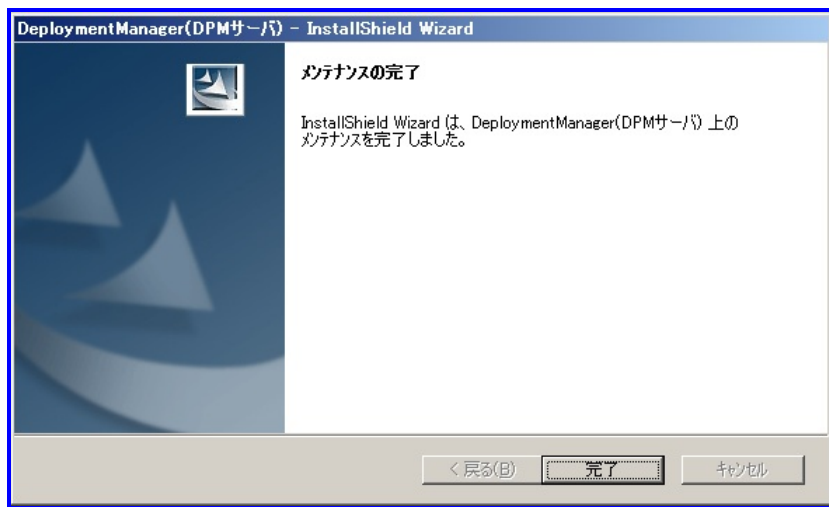 DeploymentManager(DPMサーバ) - InstallShield Wizard
メンテナンスの完了
InstallShield Wizard は、DeploymentManager(DPMサーバ) 上の
メンテナンスを完了しました。
< 戻る(B)
完了
キャンセル